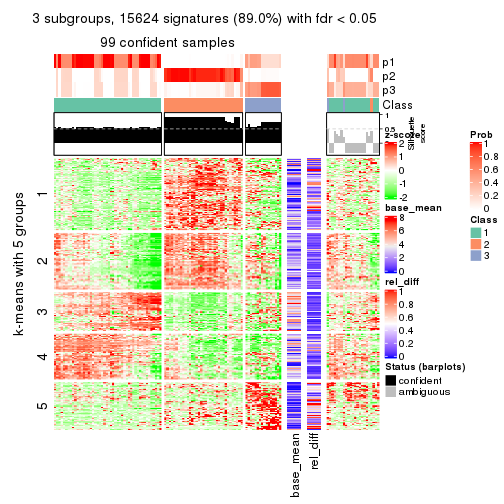 3 subgroups, 15624 signatures (89.0%) with fdr < 0.05
99 confident samples
p1
p2
p3
Class
1
0.5
0
Silhouette
score
k-means with 5 groups
1
2
3
4
5
base_mean
rel_diff
z-score
2
1
0
-1
-2
base_mean
8
6
4
2
0
rel_diff
1
0.8
0.6
0.4
0.2
0
Status (barplots)
confident
ambiguous
Prob
1
0.8
0.6
0.4
0.2
0
Class
1
2
3